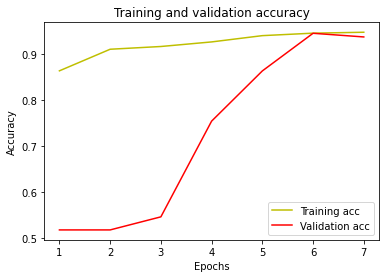 Training and validation accuracy
Accuracy
0.9
0.8
0.7
0.6
0.5
Training acc
Validation acc
1 2 3 4 5 6 7
Epochs